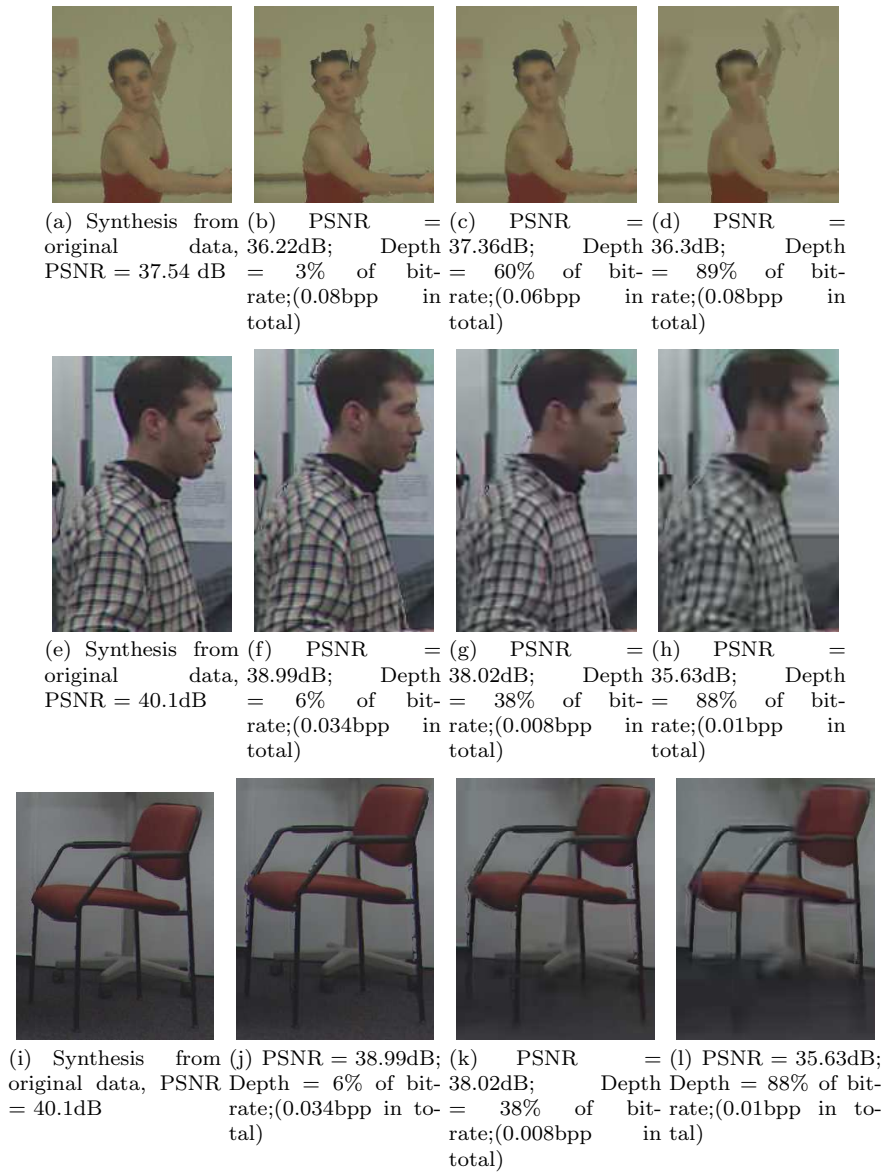 (a) Synthesis from
original data,
PSNR = 37.54 dB
(b) PSNR =
36.22dB; Depth
= 3% of bit-
rate;(0.08bpp in
total)
(c) PSNR =
37.36dB; Depth
= 60% of bit-
rate;(0.06bpp in
total)
(d) PSNR =
36.3dB; Depth
= 89% of bit-
rate;(0.08bpp in
total)
(e) Synthesis from
original data,
PSNR = 40.1dB
(f) PSNR =
38.99dB; Depth
= 6% of bit-
rate;(0.034bpp in
total)
(g) PSNR =
38.02dB; Depth
= 38% of bit-
rate;(0.008bpp in
total)
(h) PSNR =
35.63dB; Depth
= 88% of bit-
rate;(0.01bpp in
total)
(i) Synthesis from
original data, PSNR
= 40.1dB
(j) PSNR = 38.99dB;
Depth = 6% of bit-
rate;(0.034bpp in to-
tal)
(k) PSNR =
38.02dB; Depth
= 38% of bit-
rate;(0.008bpp in
total)
(l) PSNR = 35.63dB;
Depth = 88% of bit-
rate;(0.01bpp in to-
tal)